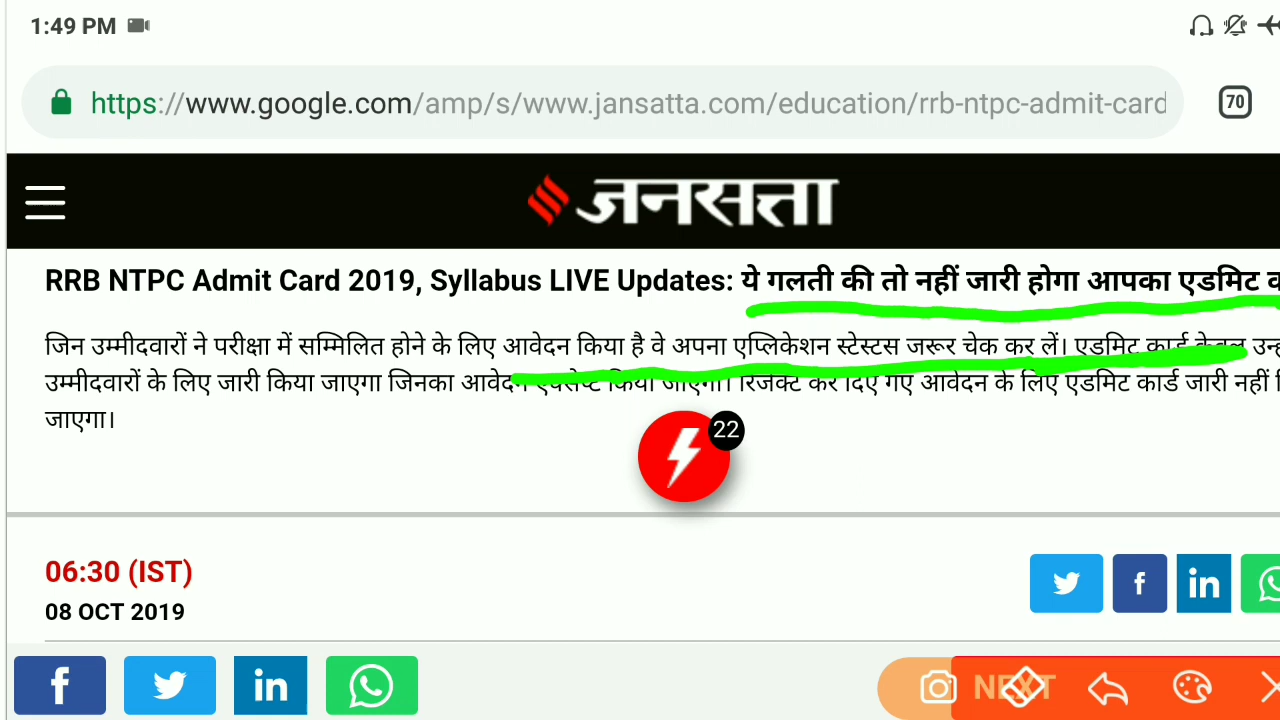 1:49 PM
https://www.google.com/amp/s/www.jansatta.com/education/rrb-ntpc-admit-card
70
जनसत्ता
RRB NTPC Admit Card 2019, Syllabus LIVE Updates: ये गलती की तो नहीं जारी होगा आपका एडमिट
जिन उम्मीदवारों ने परीक्षा में सम्मिलित होने के लिए आवेदन किया है वे अपना एप्लिकेशन स्टेस्टस जरूर चेक कर लें। एडमिट कार्ड केवल
उम्मीदवारों के लिए जारी किया जाएगा जिनका आवेदन एक्सेप्ट किया जाएगा। रिजेक्ट कर दिए गए आवेदन के लिए एडमिट कार्ड जारी नहीं
जाएगा।
22
06:30 (IST)
08 OCT 2019
f
in
f
in
NEXT